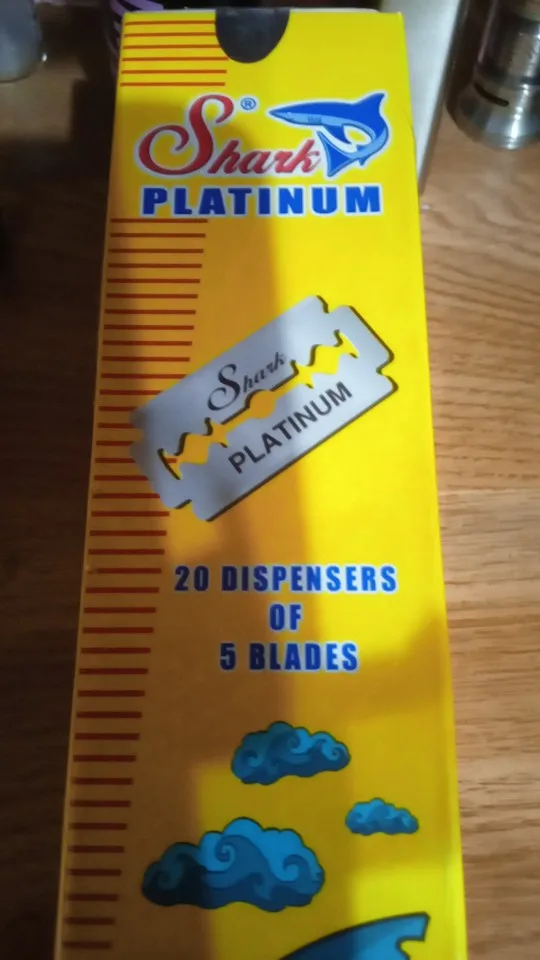 Shark®
PLATINUM
Shark
PLATINUM
20 DISPENSERS
OF
5 BLADES